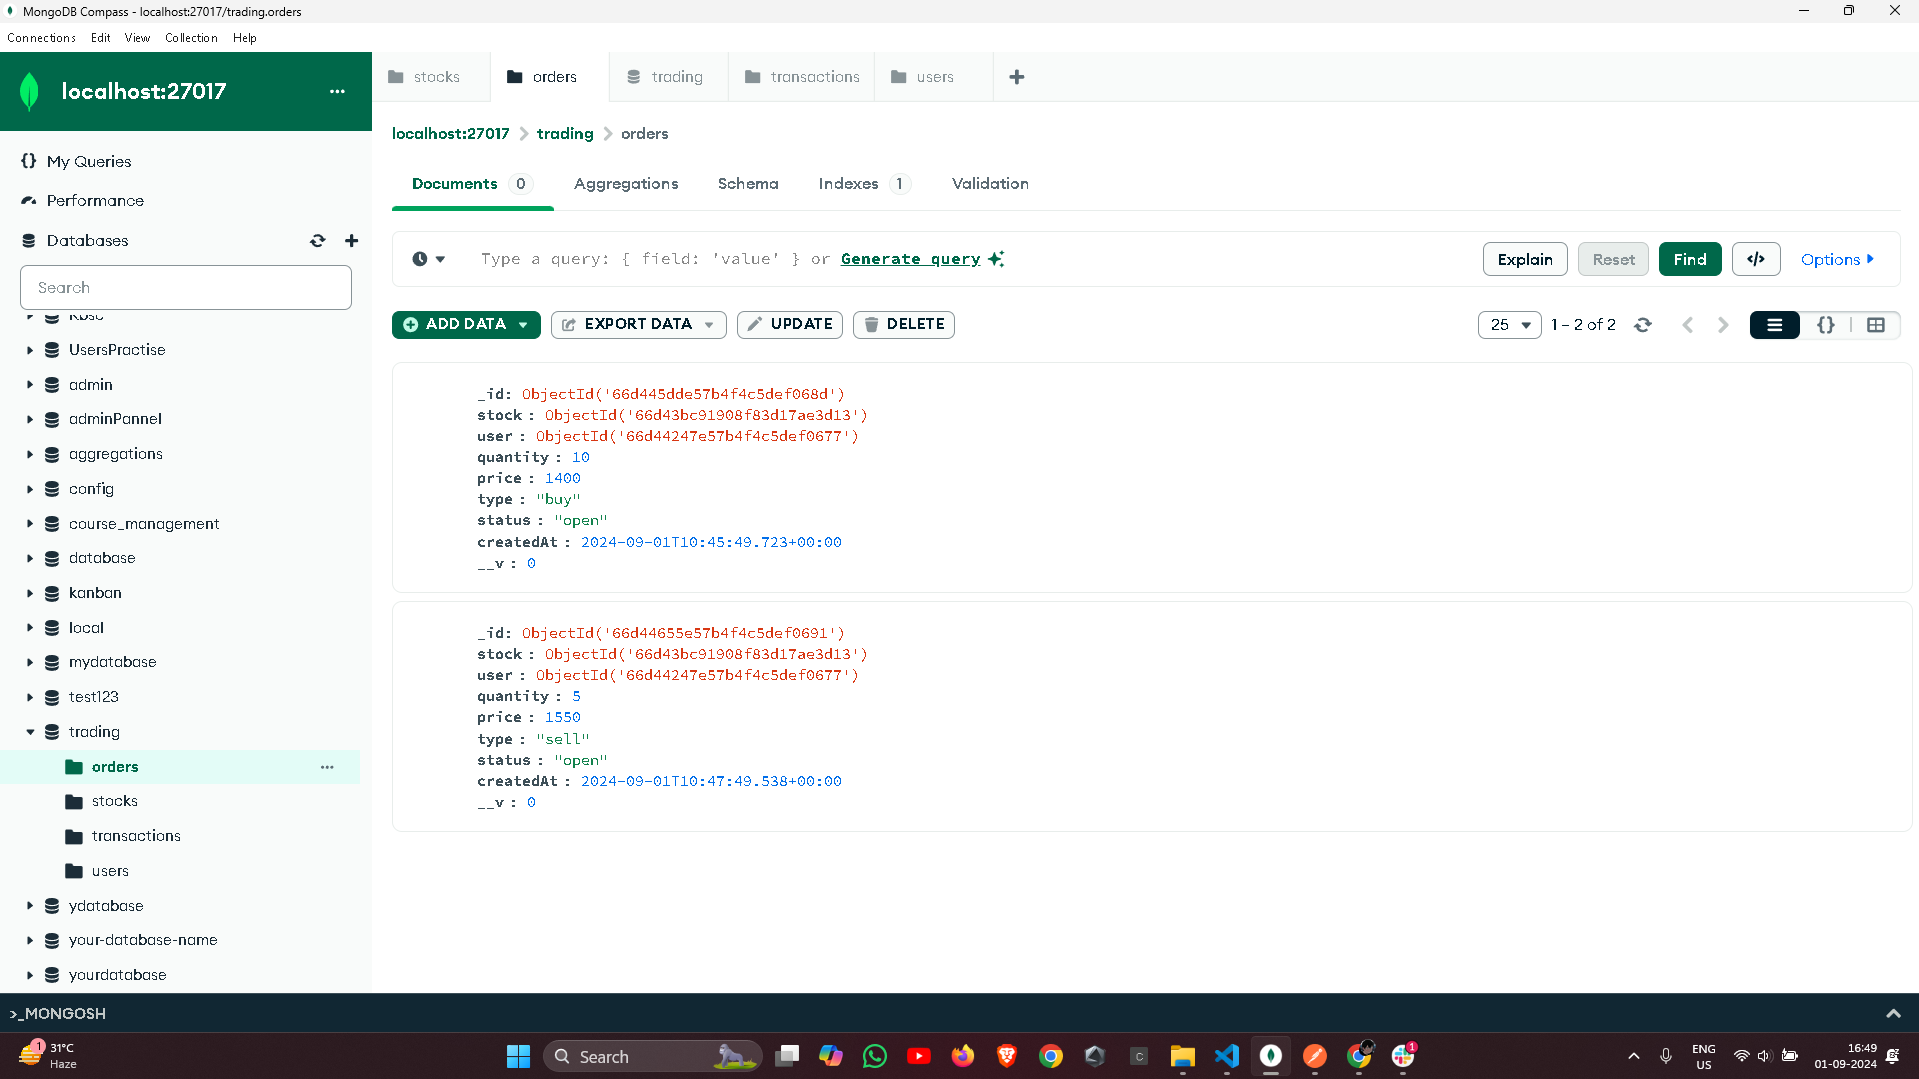 MongoDB Compass - localhost:27017/trading.orders
Connections Edit View Collection Help
localhost:27017 ...
stocks orders trading transactions users +
localhost:27017 > trading > orders
{} My Queries
Performance
Databases
Search
Documents 0 Aggregations Schema Indexes 1 Validation
Type a query: { field: 'value' } or Generate query
Explain Reset Find </> Options
ADD DATA EXPORT DATA UPDATE DELETE
25 1 – 2 of 2 {}
UsersPractise
admin
adminPannel
aggregations
config
course_management
database
kanban
local
mydatabase
test123
trading
orders ...
stocks
transactions
users
ydatabase
your-database-name
yourdatabase
_id: ObjectId('66d445dde57b4f4c5def068d')
stock : ObjectId('66d43bc91908f83d17ae3d13')
user : ObjectId('66d44247e57b4f4c5def0677')
quantity : 10
price : 1400
type : "buy"
status : "open"
createdAt : 2024-09-01T10:45:49.723+00:00
__v : 0
_id: ObjectId('66d44655e57b4f4c5def0691')
stock : ObjectId('66d43bc91908f83d17ae3d13')
user : ObjectId('66d44247e57b4f4c5def0677')
quantity : 5
price : 1550
type : "sell"
status : "open"
createdAt : 2024-09-01T10:47:49.538+00:00
__v : 0
>_MONGOSH
1
31°C
Haze
Search
C
1
ENG
US
16:49
01-09-2024